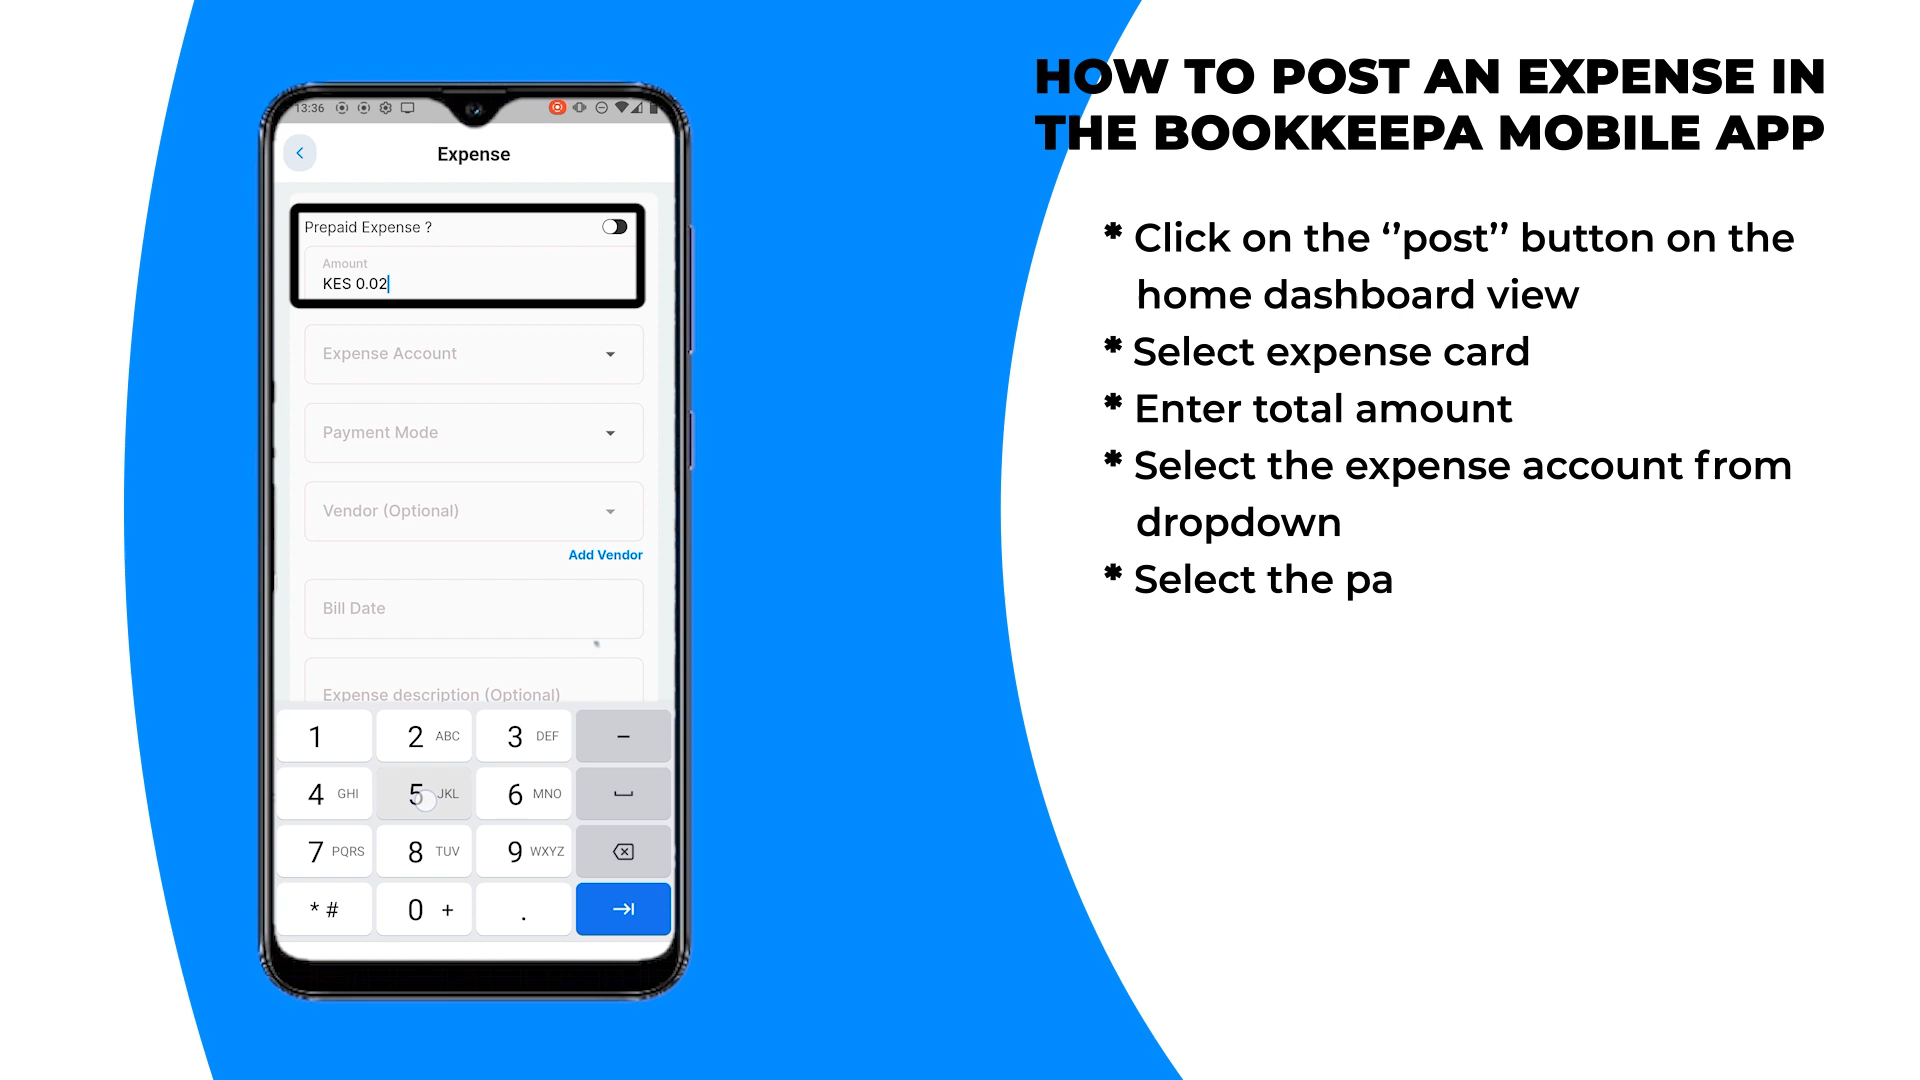 13:36
Expense
Prepaid Expense ?
Amount
KES 0.02
Expense Account
Payment Mode
Vendor (Optional)
Add Vendor
Bill Date
Expense description (Optional)
1
2 ABC
3 DEF
–
4 GHI
5 JKL
6 MNO
7 PQRS
8 TUV
9 WXYZ
* #
0 +
.
HOW TO POST AN EXPENSE IN
THE BOOKKEEPA MOBILE APP
* Click on the ‘’post’’ button on the
home dashboard view
* Select expense card
* Enter total amount
* Select the expense account from
dropdown
* Select the pa